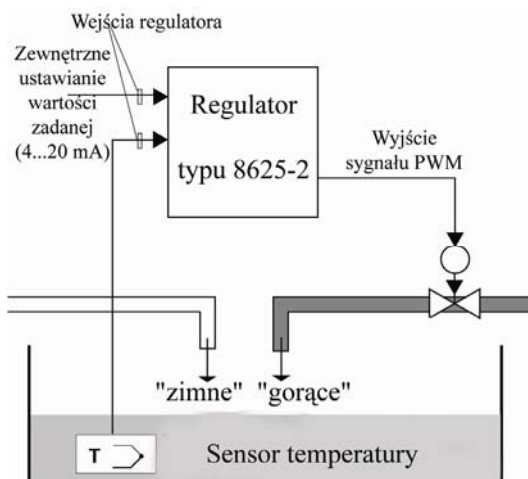 Wejścia regulatora
Zewnętrzne
ustawianie
wartości
zadanej
(4...20 mA)
Regulator
typu 8625-2
Wyjście
sygnału PWM
"zimne" "gorące"
T
Sensor temperatury